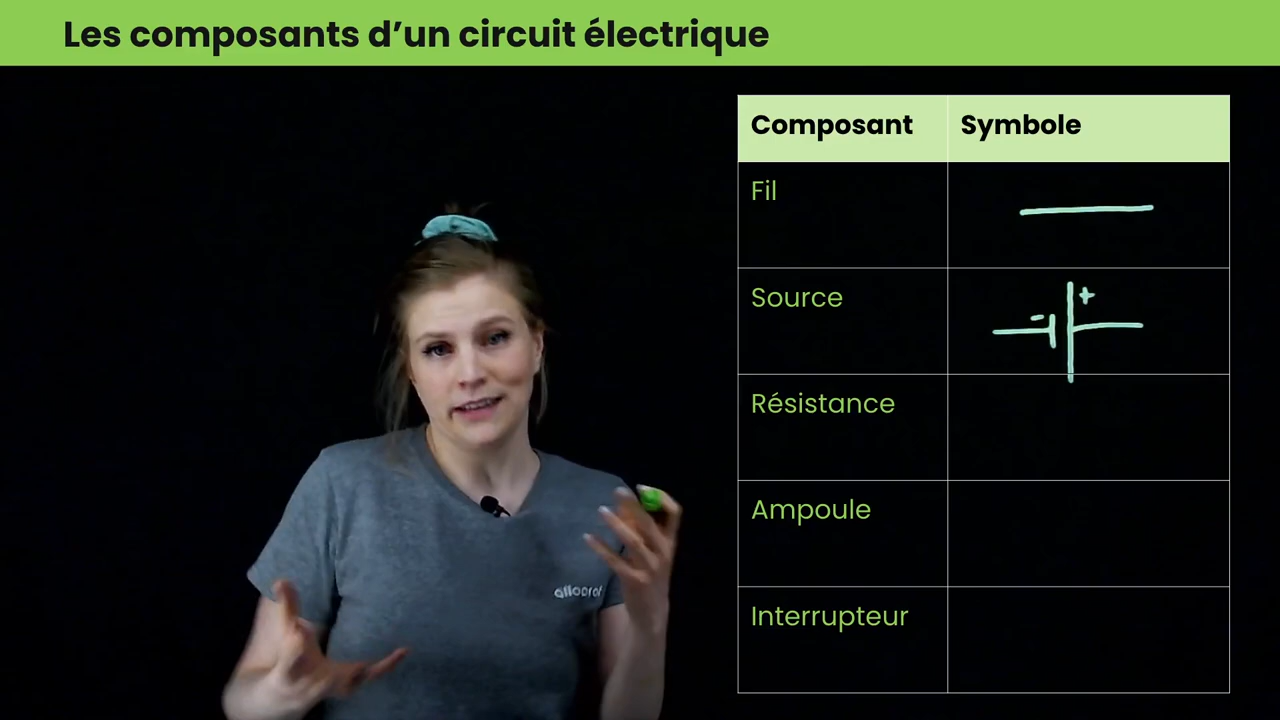 Les composants d’un circuit électrique
Composant Symbole
Fil
Source
- +
Résistance
Ampoule
Interrupteur
alloprof